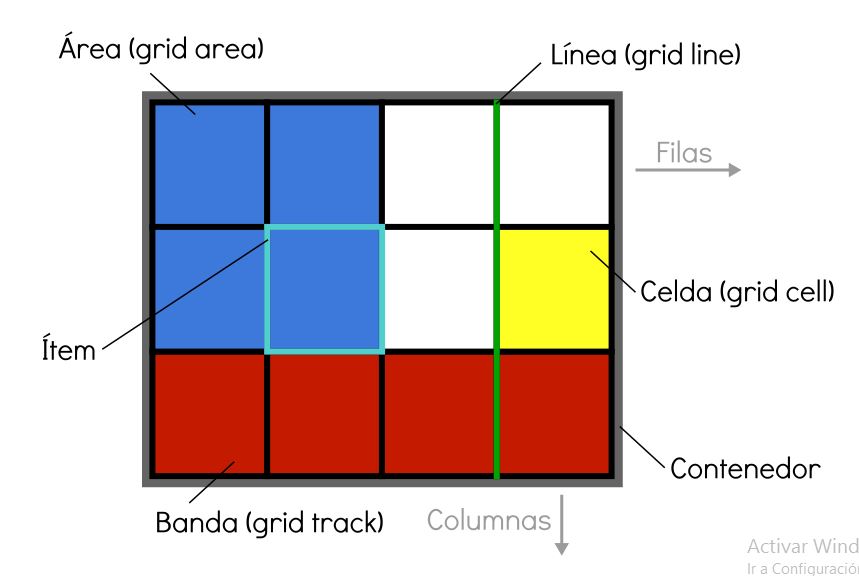 Área (grid area)
Línea (grid line)
Filas
Celda (grid cell)
Ítem
Contenedor
Banda (grid track)
Columnas
Activar Wind
Ir a Configuració